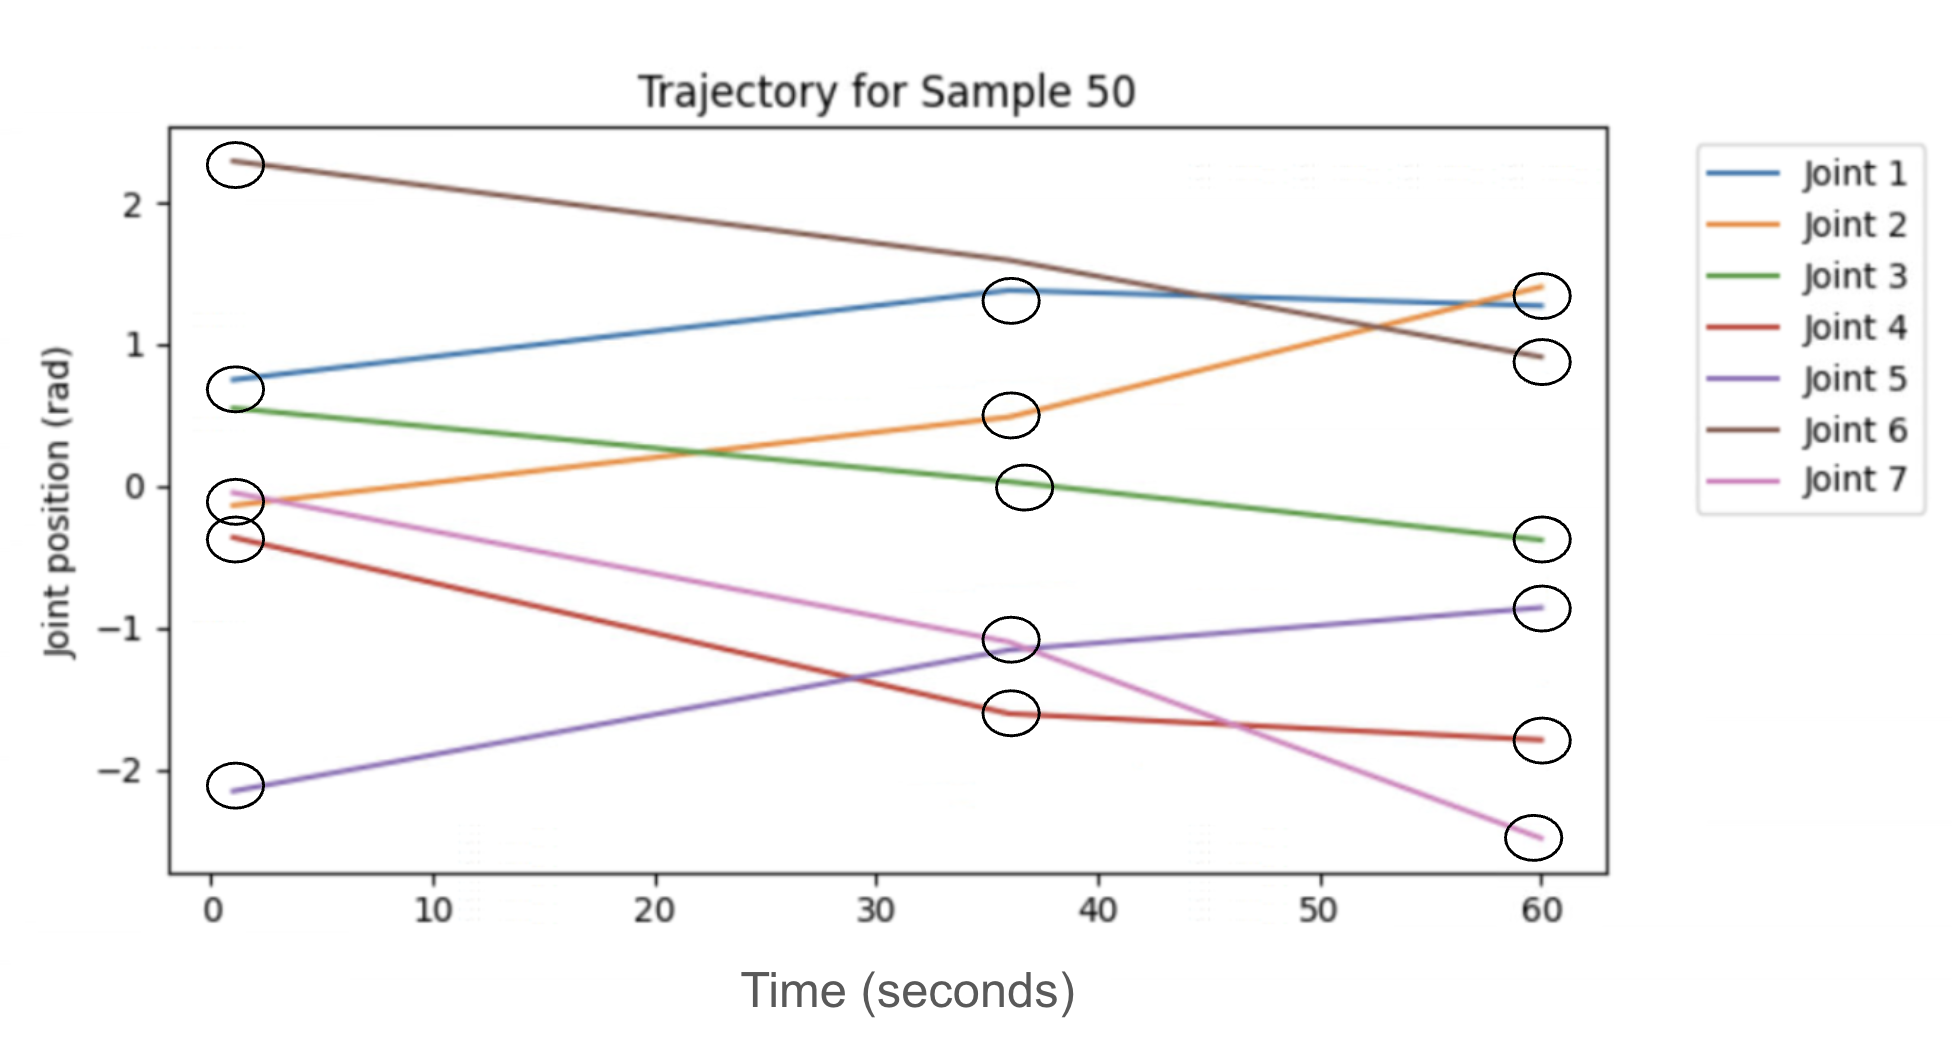 Trajectory for Sample 50
Joint position (rad)
2
1
0
−1
−2
0 10 20 30 40 50 60
Time (seconds)
Joint 1
Joint 2
Joint 3
Joint 4
Joint 5
Joint 6
Joint 7